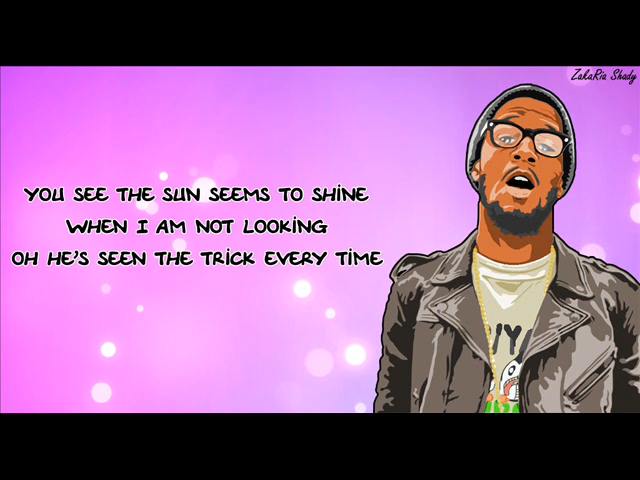 ZakaRia Shady
YOU SEE THE SUN SEEMS TO SHINE
WHEN I AM NOT LOOKING
OH HE'S SEEN THE TRICK EVERY TIME